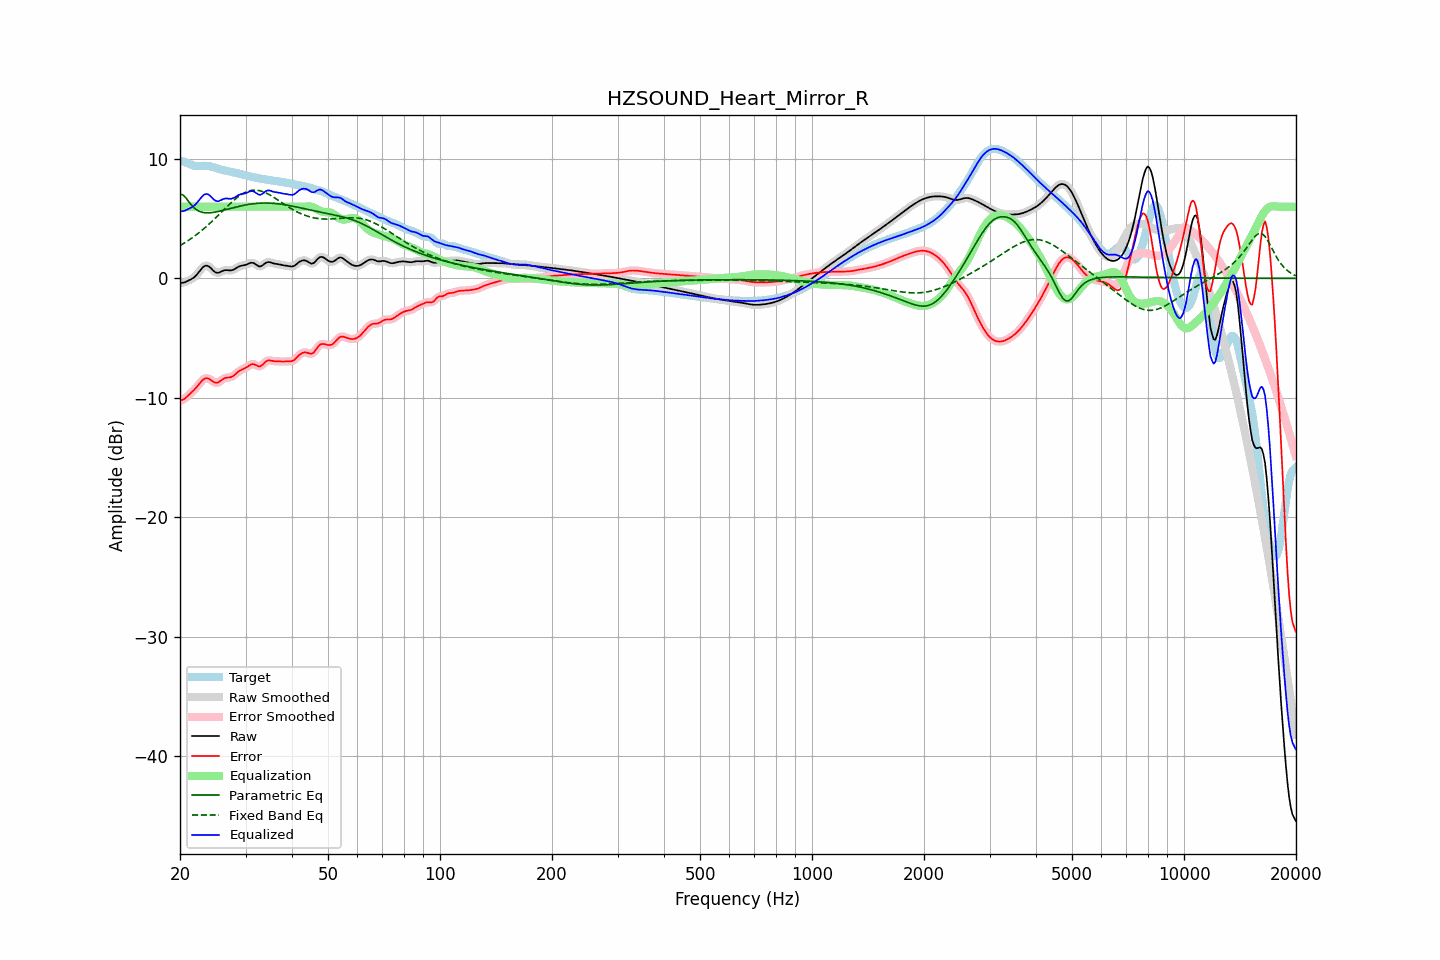 HZSOUND_Heart_Mirror_R
Amplitude (dBr)
10
0
−10
−20
−30
−40
Target
Raw Smoothed
Error Smoothed
Raw
Error
Equalization
Parametric Eq
Fixed Band Eq
Equalized
20 50 100 200 500 1000 2000 5000 10000 20000
Frequency (Hz)